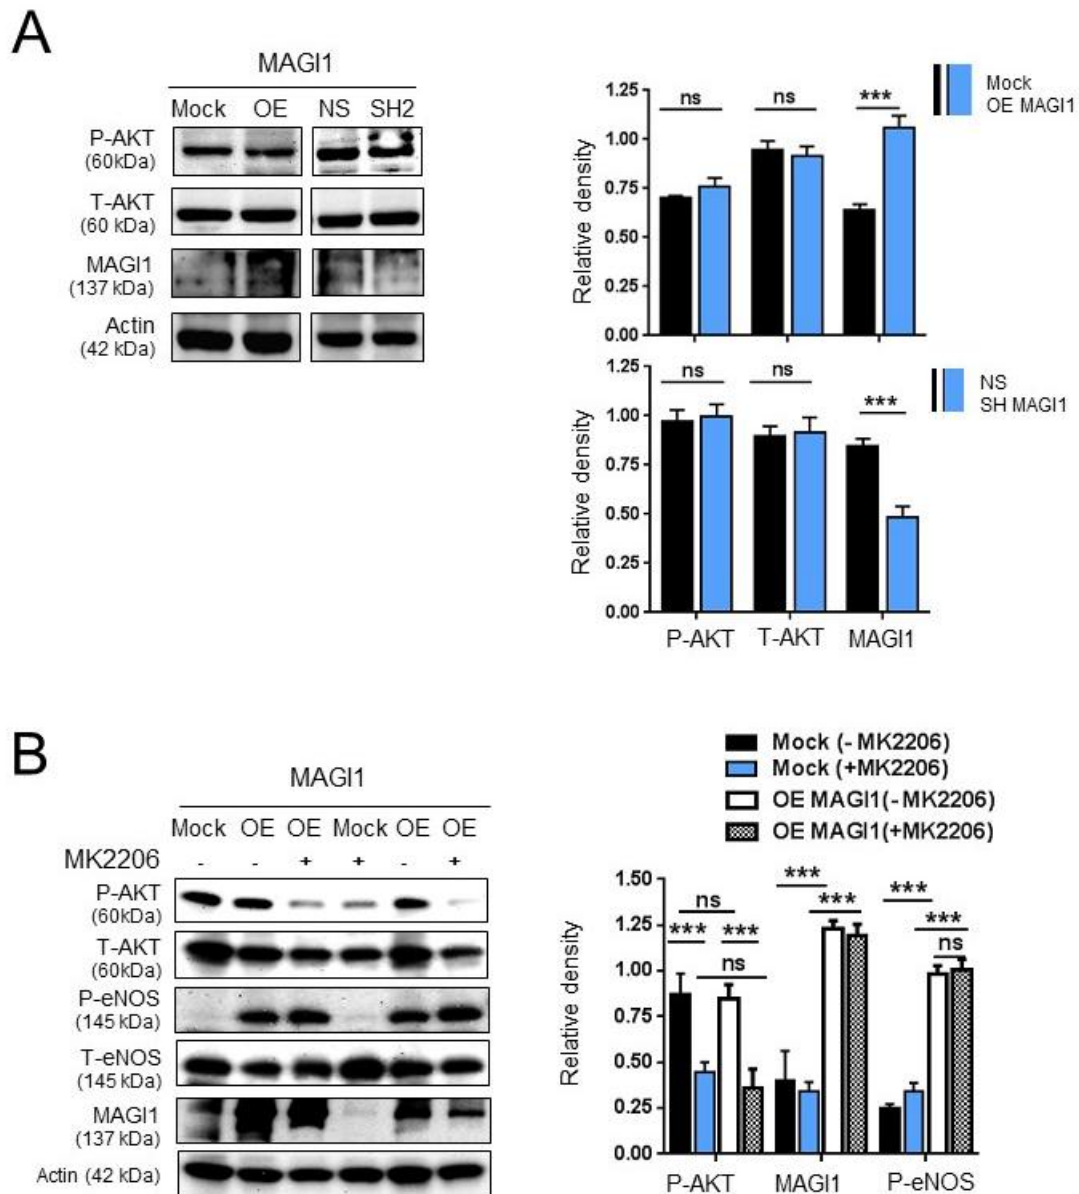 A
MAGI1
Mock OE NS SH2
P-AKT
(60kDa)
T-AKT
(60 kDa)
MAGI1
(137 kDa)
Actin
(42 kDa)
Mock
OE MAGI1
Relative density
1.25
1.00
0.75
0.50
0.25
0.00
ns ns ***
NS
SH MAGI1
Relative density
1.25
1.00
0.75
0.50
0.25
0.00
ns ns ***
P-AKT T-AKT MAGI1
B
MAGI1
Mock OE OE Mock OE OE
MK2206 - - + + - +
P-AKT
(60kDa)
T-AKT
(60kDa)
P-eNOS
(145 kDa)
T-eNOS
(145 kDa)
MAGI1
(137 kDa)
Actin (42 kDa)
Mock (- MK2206)
Mock (+MK2206)
OE MAGI1(- MK2206)
OE MAGI1(+MK2206)
Relative density
1.50
1.25
1.00
0.75
0.50
0.25
0.00
ns
*** ***
ns
***
***
***
***
ns
P-AKT MAGI1 P-eNOS